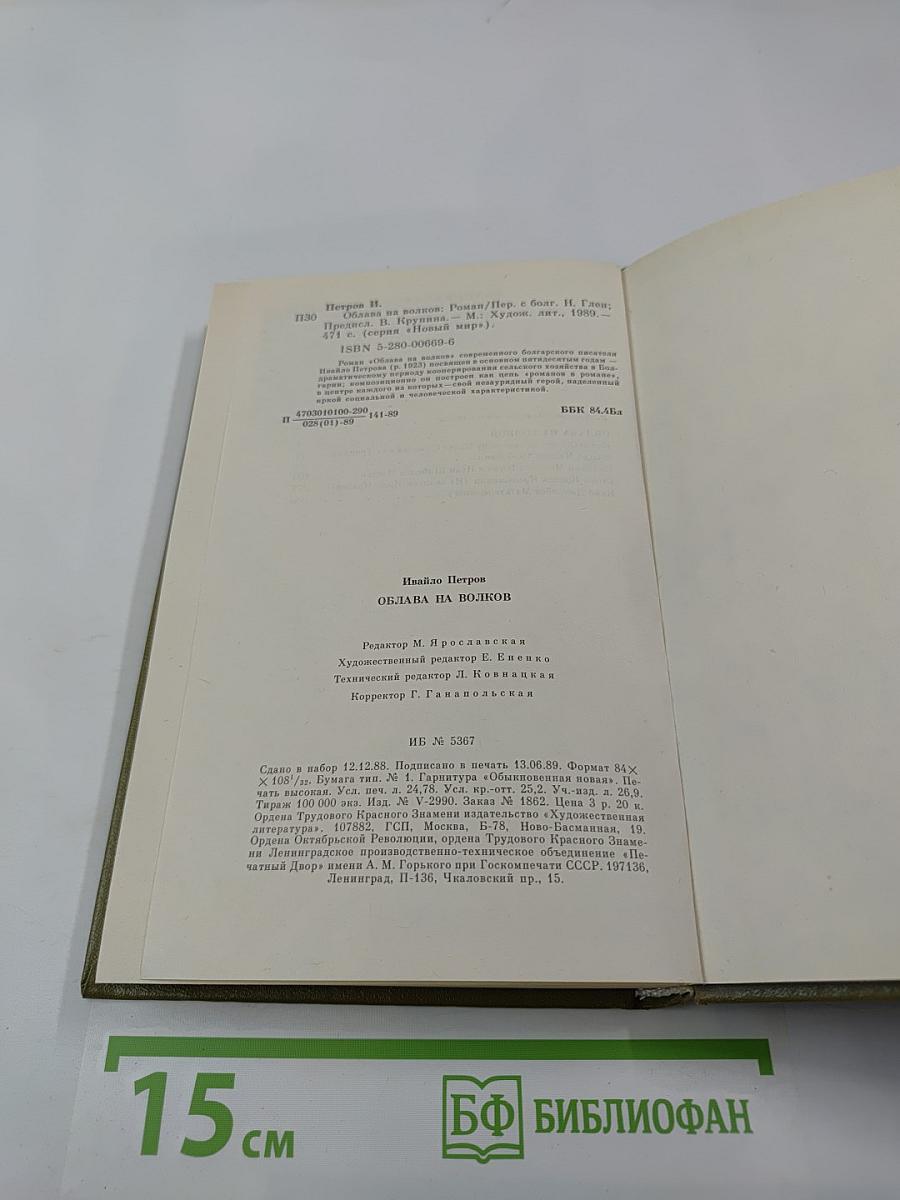 Петров И.
П30 Облава на волков: Роман/Пер. с болг. Н. Глен;
Предисл. В. Крупина.— М.: Худож. лит., 1989.—
471 с. (серия «Новый мир»).
ISBN 5-280-00669-6
Роман «Облава на волков» современного болгарского писателя
Ивайло Петрова (р. 1923) посвящен в основном пятидесятым годам —
драматическому периоду кооперирования сельского хозяйства в Бол-
гарии; композиционно он построен как цепь «романов в романе»,
в центре каждого из которых — свой незаурядный герой, наделенный
яркой социальной и человеческой характеристикой.
П 4703010100-290 141-89 ББК 84.4Бл
028(01)-89
Ивайло Петров
ОБЛАВА НА ВОЛКОВ
Редактор М. Ярославская
Художественный редактор Е. Ененко
Технический редактор Л. Ковнацкая
Корректор Г. Ганапольская
ИБ № 5367
Сдано в набор 12.12.88. Подписано в печать 13.06.89. Формат 84×
×108¹/₃₂. Бумага тип. № 1. Гарнитура «Обыкновенная новая». Пе-
чать высокая. Усл. печ. л. 24,78. Усл. кр.-отт. 25,2. Уч.-изд. л. 26,9.
Тираж 100 000 экз. Изд. № V-2990. Заказ № 1862. Цена 3 р. 20 к.
Ордена Трудового Красного Знамени издательство «Художественная
литература». 107882, ГСП, Москва, Б-78, Ново-Басманная, 19.
Ордена Октябрьской Революции, ордена Трудового Красного Знаме-
ни Ленинградское производственно-техническое объединение «Пе-
чатный Двор» имени А. М. Горького при Госкомпечати СССР. 197136,
Ленинград, П-136, Чкаловский пр., 15.
15 см БФ БИБЛИОФАН